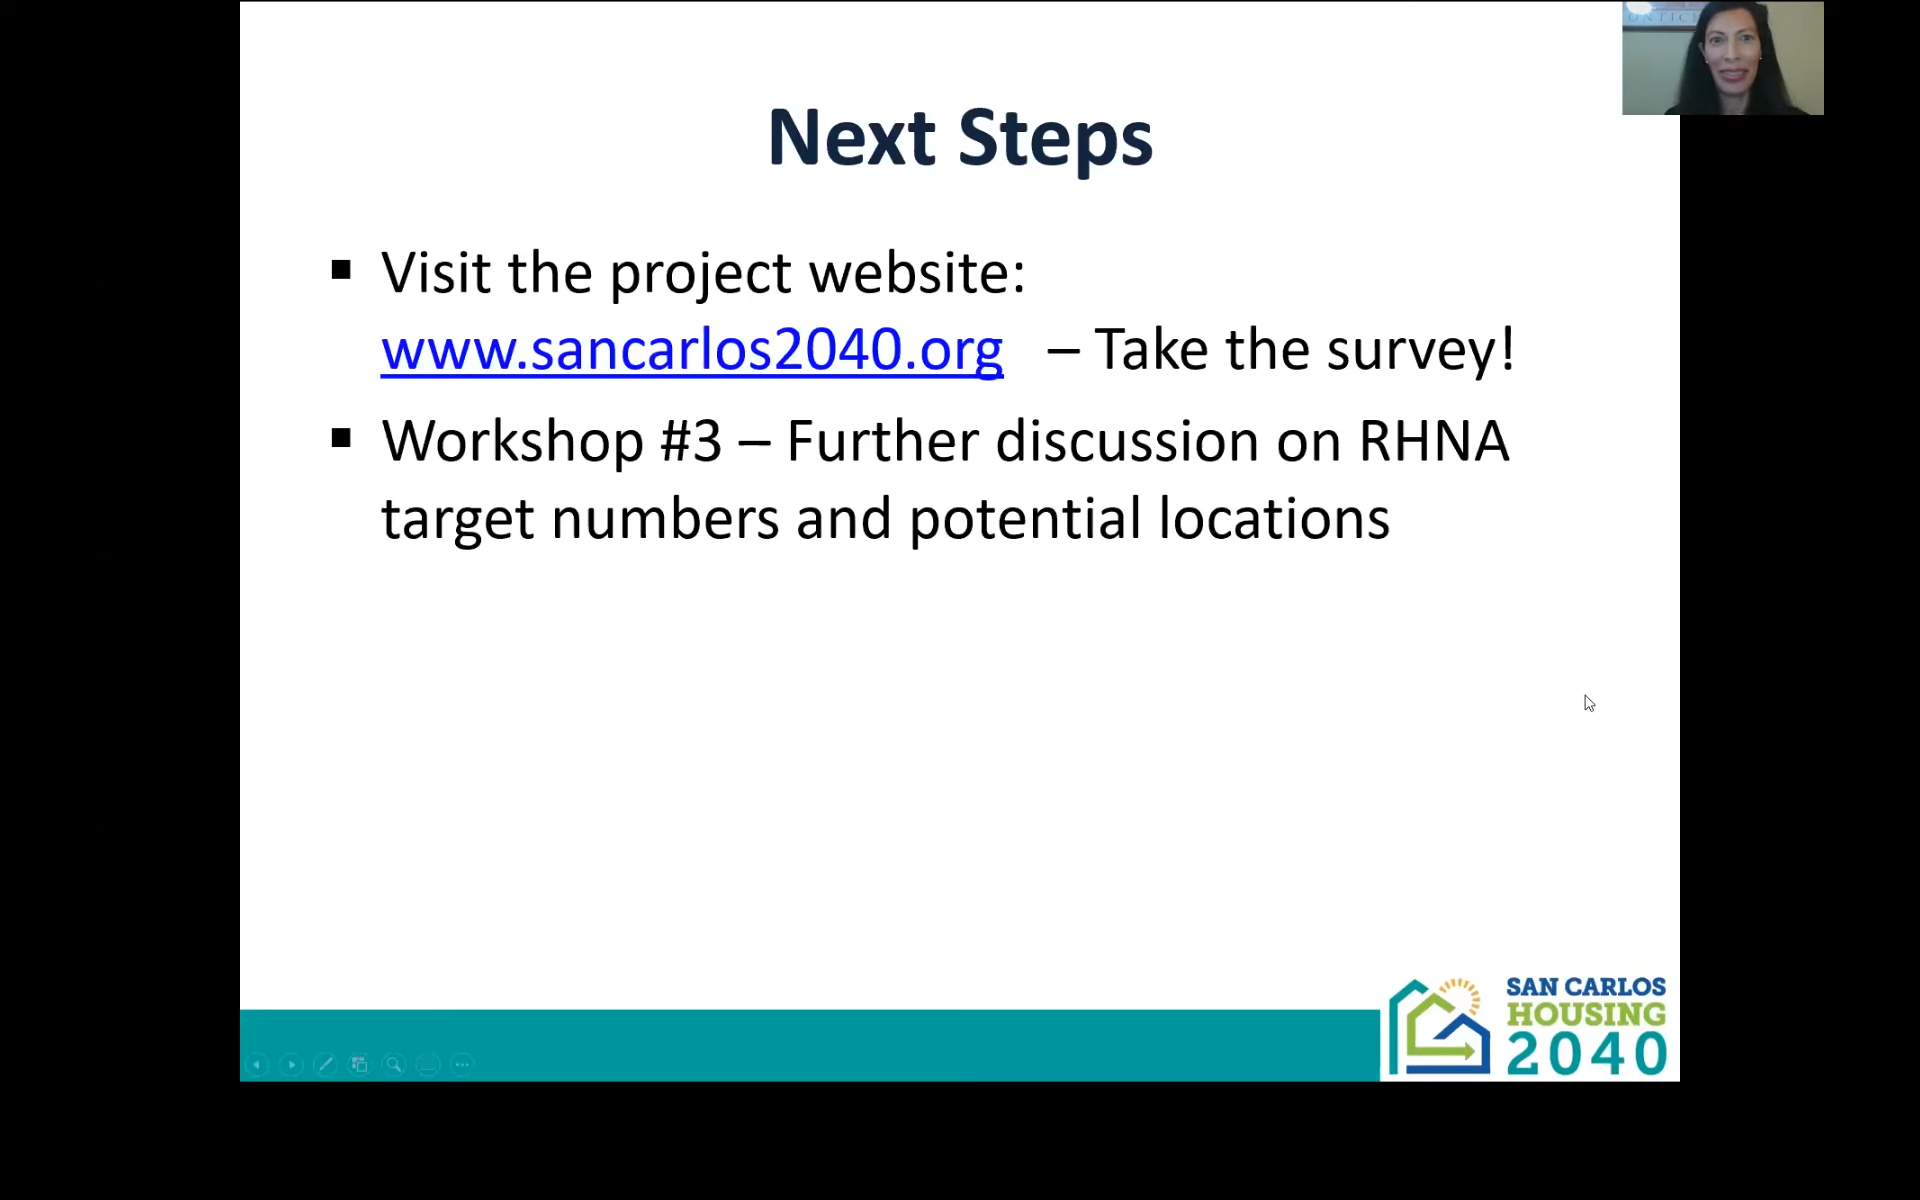 Next Steps
Visit the project website:
www.sancarlos2040.org – Take the survey!
Workshop #3 – Further discussion on RHNA
target numbers and potential locations
SAN CARLOS
HOUSING
2040